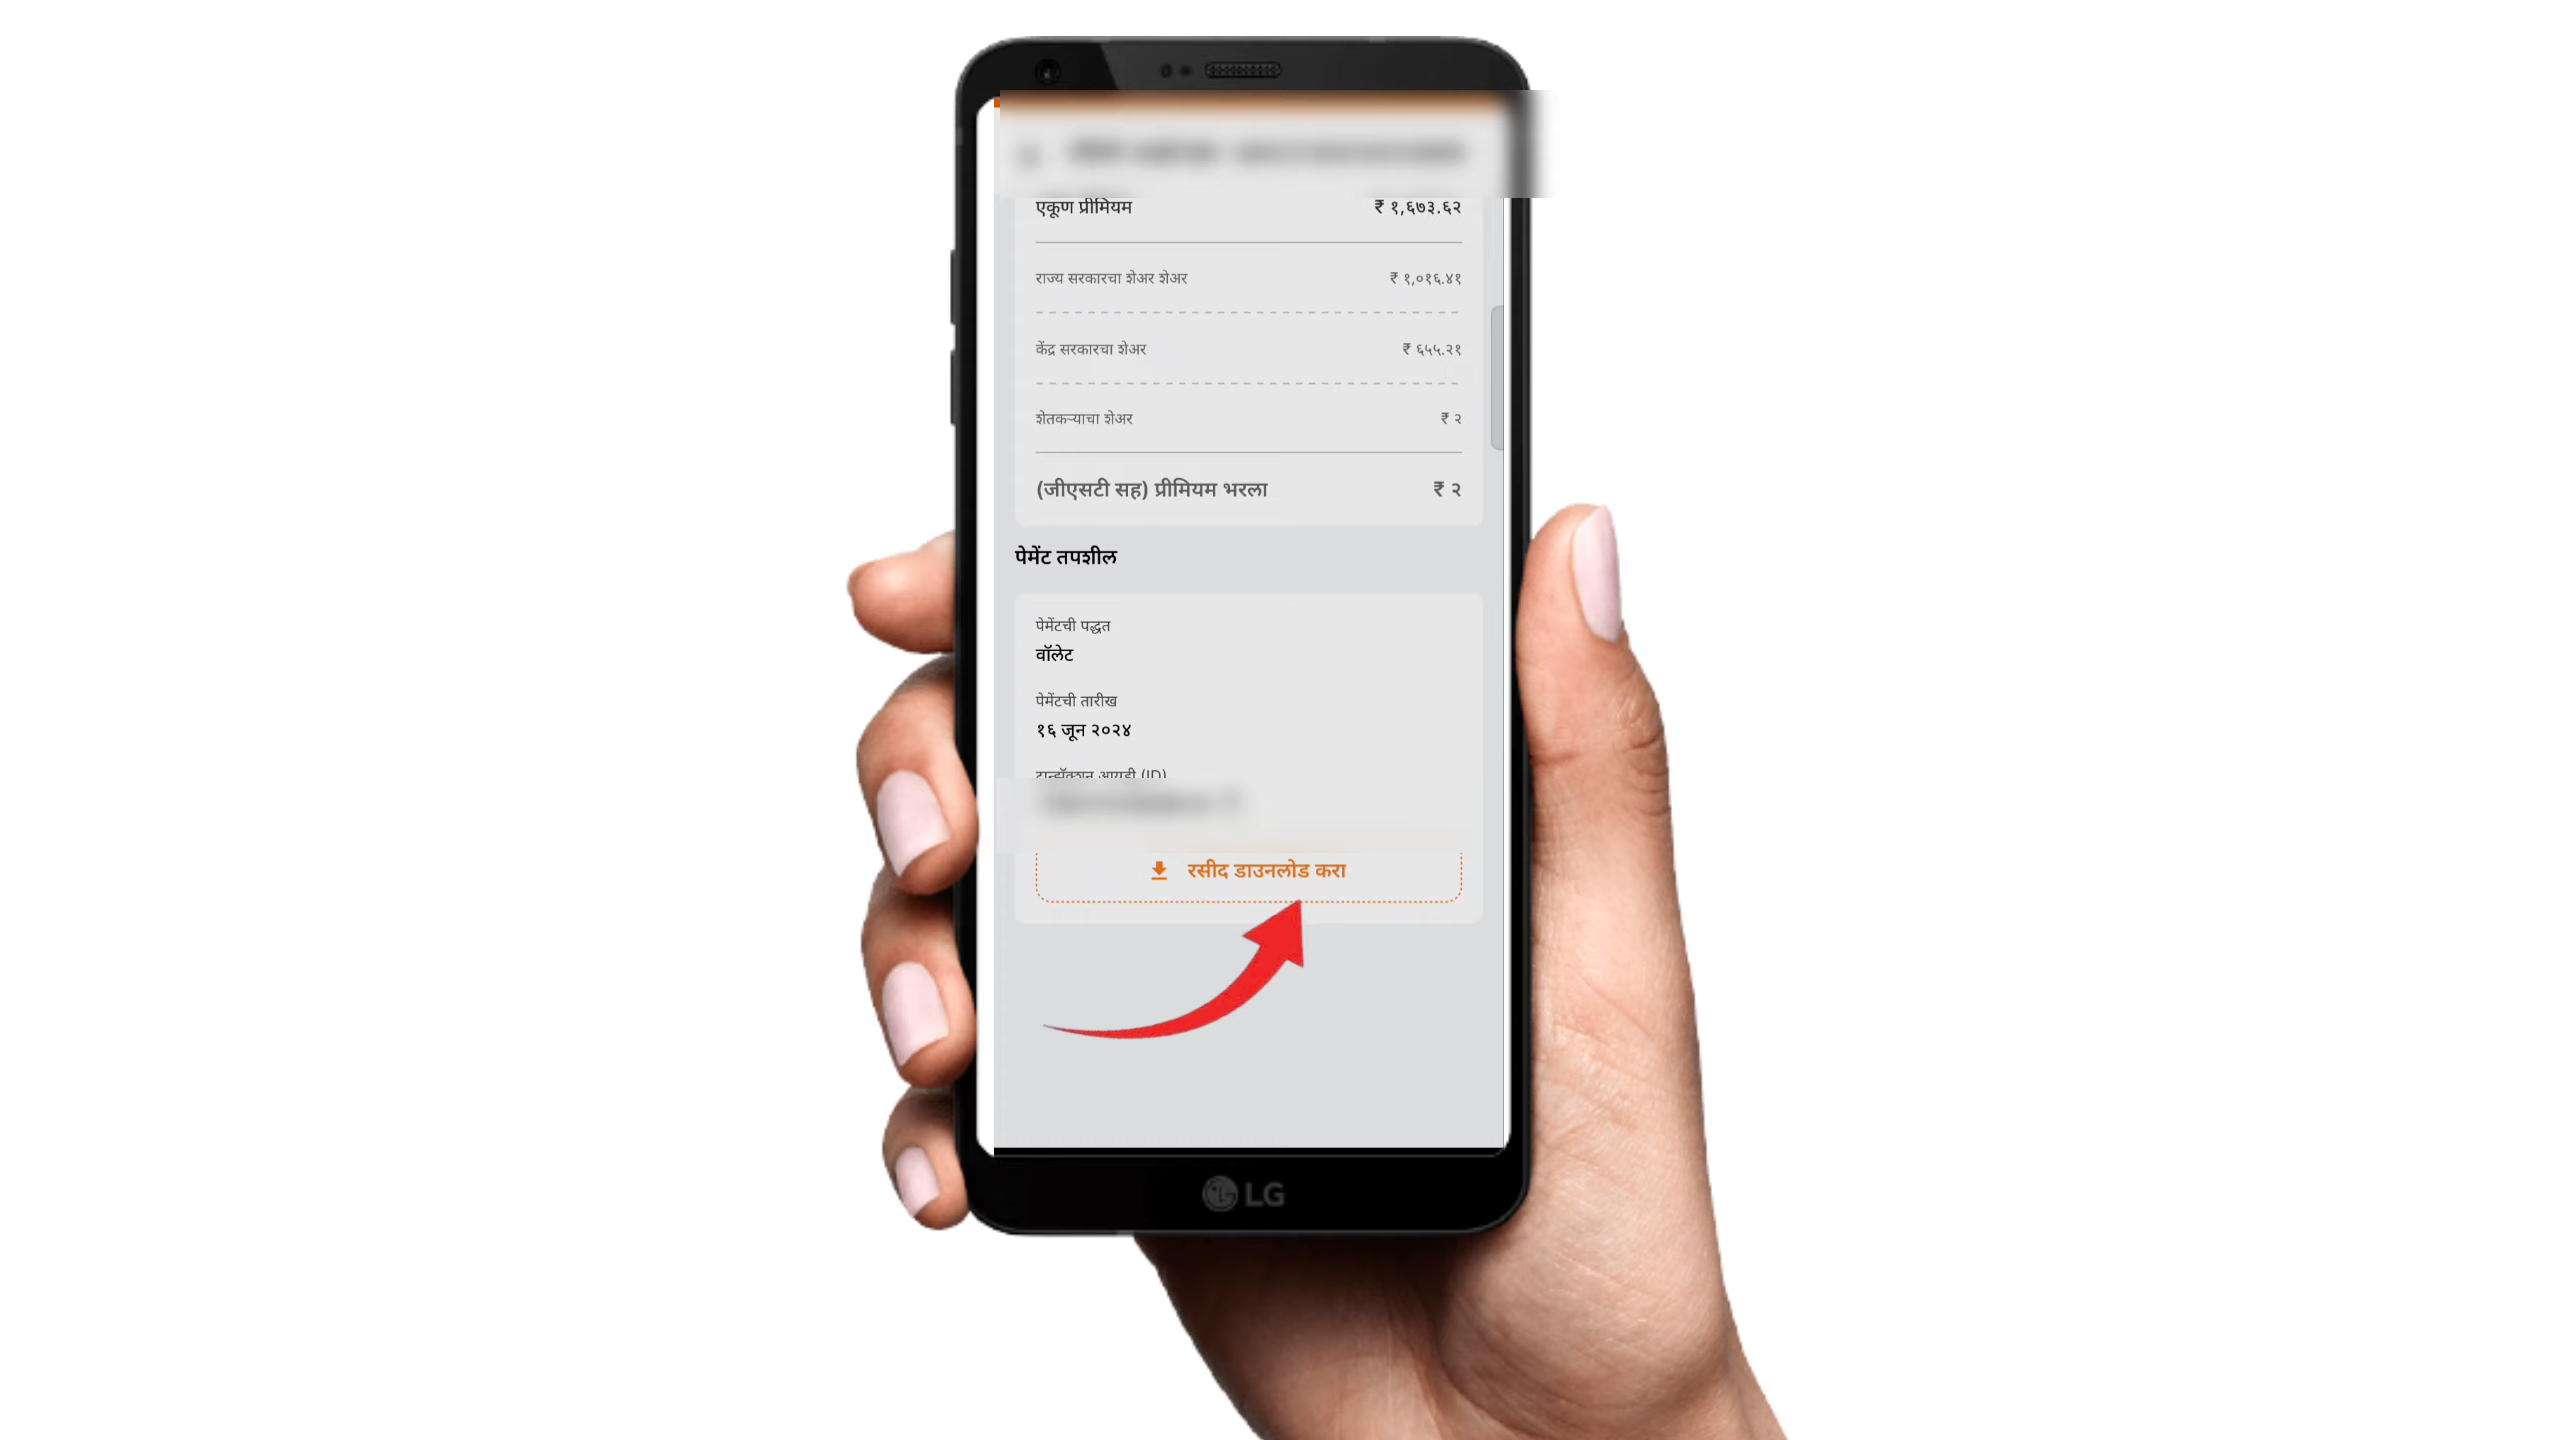 एकूण प्रीमियम ₹ १,६७३.६२
राज्य सरकारचा शेअर शेअर ₹ १,०१६.४१
केंद्र सरकारचा शेअर ₹ ६५५.२१
शेतकऱ्याचा शेअर ₹ २
(जीएसटी सह) प्रीमियम भरला ₹ २
पेमेंट तपशील
पेमेंटची पद्धत
वॉलेट
पेमेंटची तारीख
१६ जून २०२४
ट्रान्झॅक्शन आयडी (ID)
रसीद डाउनलोड करा
LG